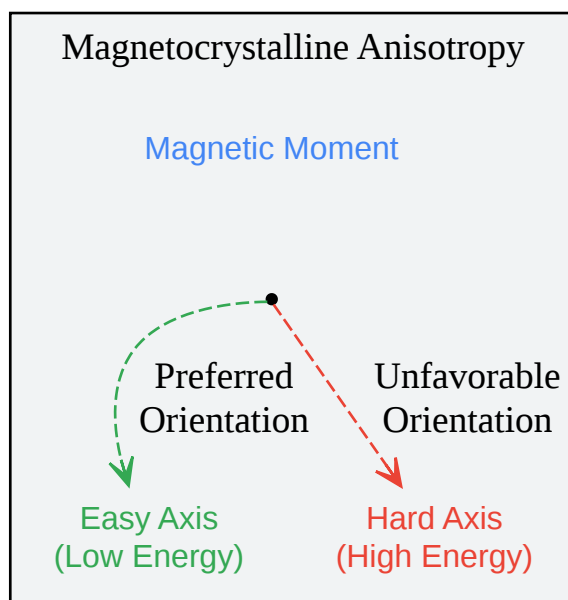 Magnetocrystalline Anisotropy
Magnetic Moment
Preferred
Orientation
Unfavorable
Orientation
Easy Axis
(Low Energy)
Hard Axis
(High Energy)